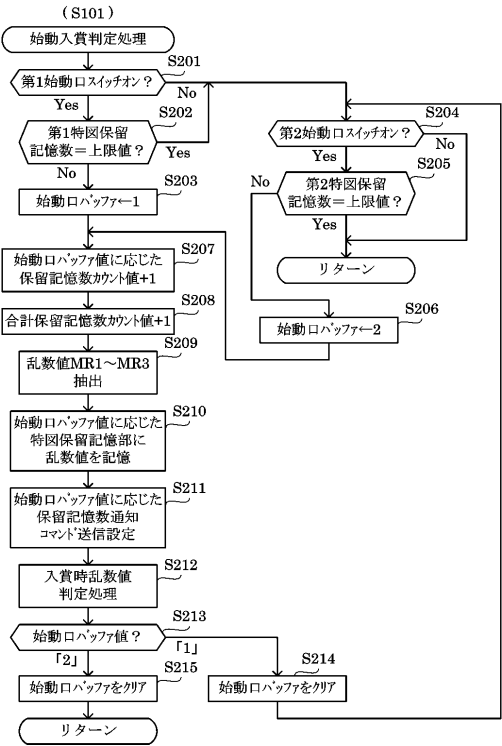 (S101)
始動入賞判定処理
S201
第1始動口スイッチオン？
No
Yes
S202
第1特図保留
記憶数＝上限値？
Yes
No
S203
始動口バッファ←1
S204
第2始動口スイッチオン？
No
Yes
S205
第2特図保留
記憶数＝上限値？
No
Yes
リターン
S206
始動口バッファ←2
S207
始動口バッファ値に応じた
保留記憶数カウント値+1
S208
合計保留記憶数カウント値+1
S209
乱数値MR1～MR3
抽出
S210
始動口バッファ値に応じた
特図保留記憶部に
乱数値を記憶
S211
始動口バッファ値に応じた
保留記憶数通知
コマンド送信設定
S212
入賞時乱数値
判定処理
S213
始動口バッファ値？
「1」
「2」
S214
始動口バッファをクリア
S215
始動口バッファをクリア
リターン